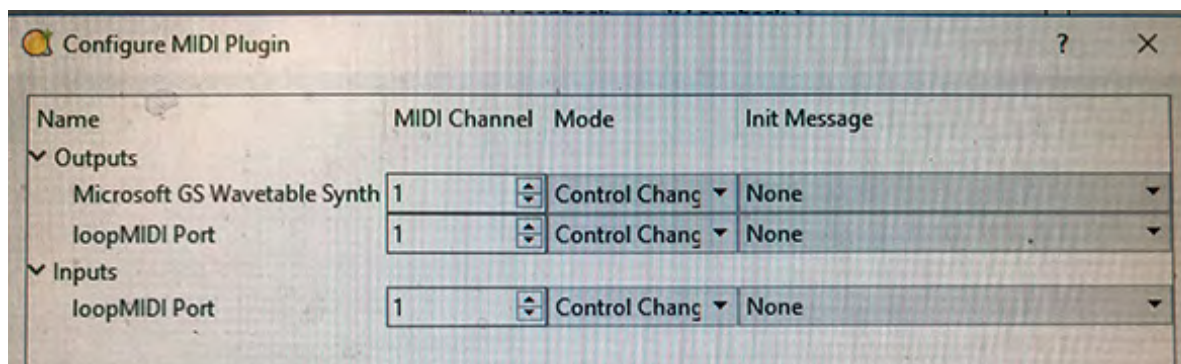 Configure MIDI Plugin ?
Name MIDI Channel Mode Init Message
Outputs
Microsoft GS Wavetable Synth 1 Control Chang None
loopMIDI Port 1 Control Chang None
Inputs
loopMIDI Port 1 Control Chang None